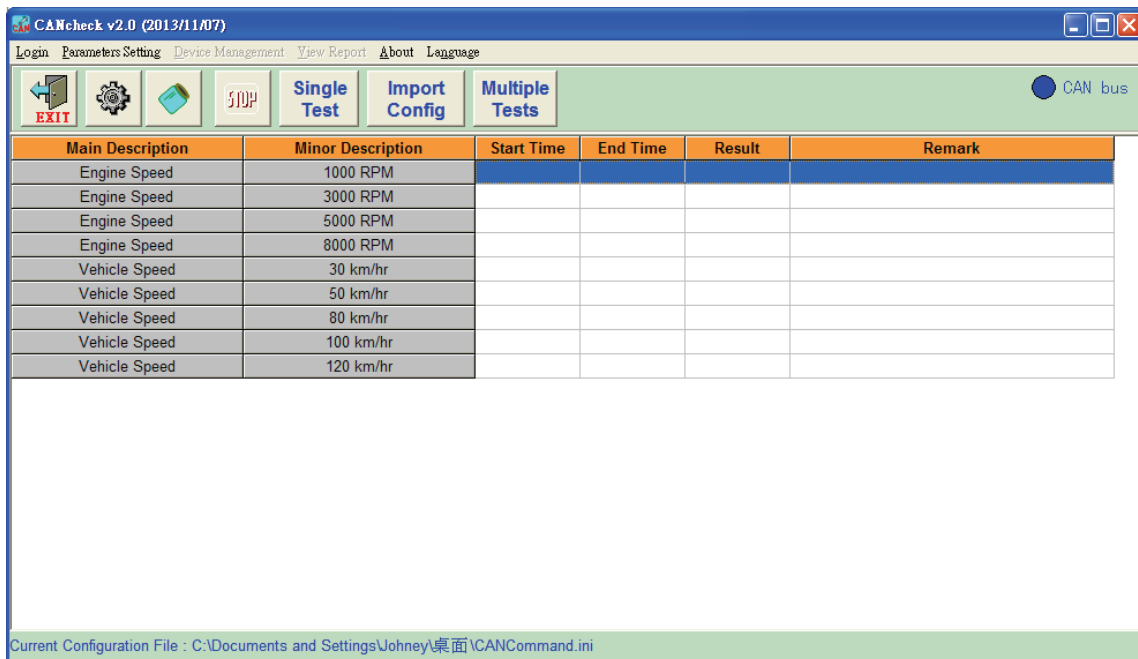 CAN
CANcheck v2.0 (2013/11/07)
Login Parameters Setting Device Management View Report About Language
EXIT
STOP
Single Test
Import Config
Multiple Tests
CAN bus
Main Description Minor Description Start Time End Time Result Remark
Engine Speed 1000 RPM
Engine Speed 3000 RPM
Engine Speed 5000 RPM
Engine Speed 8000 RPM
Vehicle Speed 30 km/hr
Vehicle Speed 50 km/hr
Vehicle Speed 80 km/hr
Vehicle Speed 100 km/hr
Vehicle Speed 120 km/hr
Current Configuration File : C:\Documents and Settings\Johney\桌面\CANCommand.ini